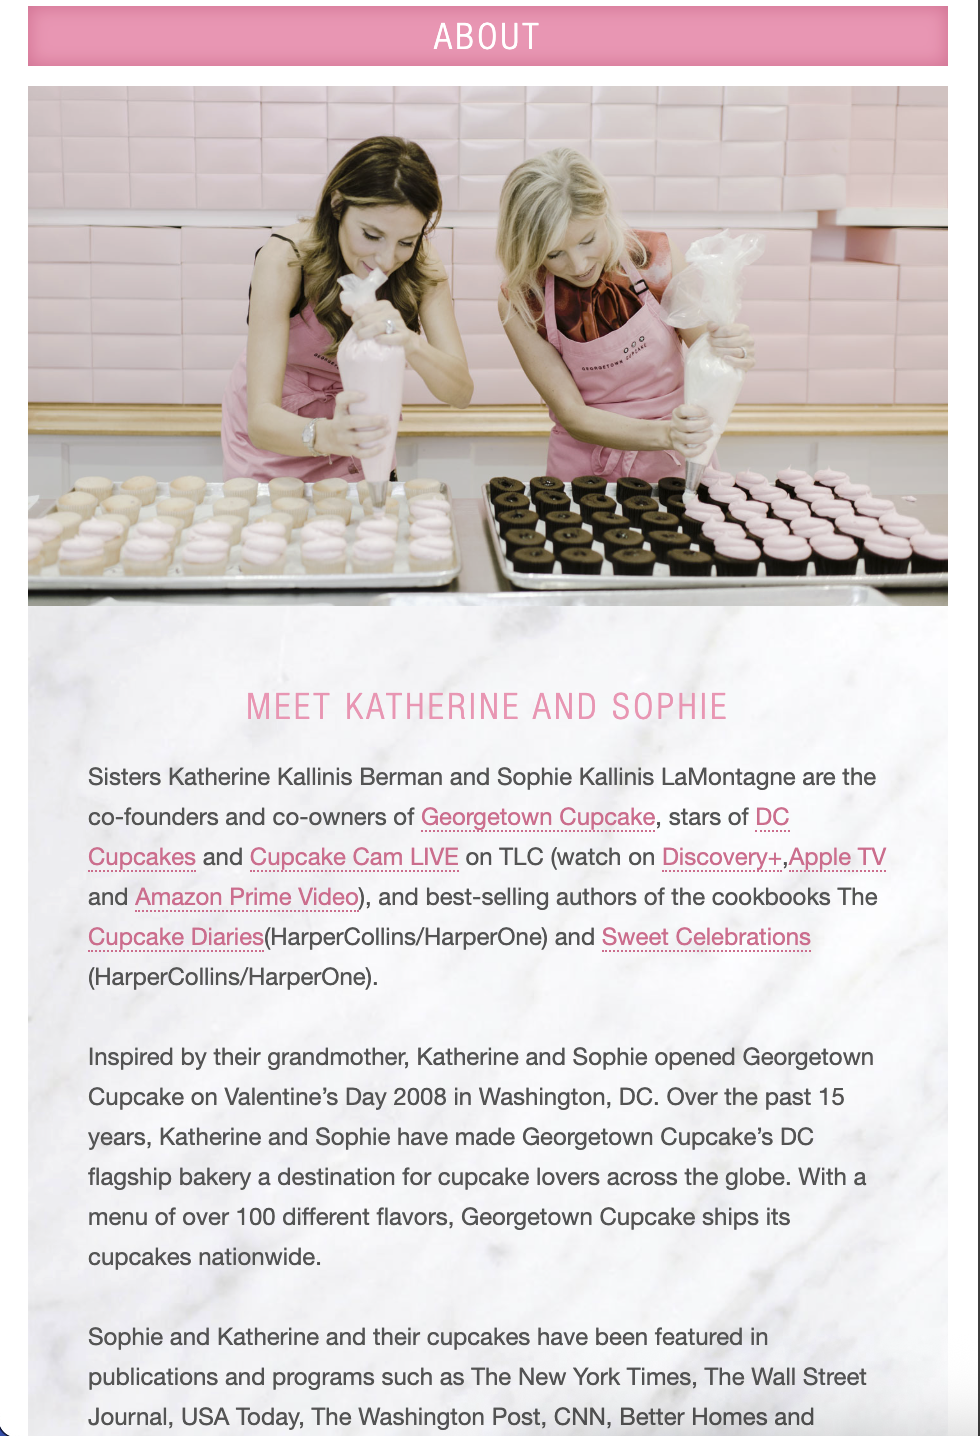 ABOUT
GEORGETOWN CUPCAKE
MEET KATHERINE AND SOPHIE
Sisters Katherine Kallinis Berman and Sophie Kallinis LaMontagne are the
co-founders and co-owners of Georgetown Cupcake, stars of DC
Cupcakes and Cupcake Cam LIVE on TLC (watch on Discovery+,Apple TV
and Amazon Prime Video), and best-selling authors of the cookbooks The
Cupcake Diaries(HarperCollins/HarperOne) and Sweet Celebrations
(HarperCollins/HarperOne).
Inspired by their grandmother, Katherine and Sophie opened Georgetown
Cupcake on Valentine’s Day 2008 in Washington, DC. Over the past 15
years, Katherine and Sophie have made Georgetown Cupcake’s DC
flagship bakery a destination for cupcake lovers across the globe. With a
menu of over 100 different flavors, Georgetown Cupcake ships its
cupcakes nationwide.
Sophie and Katherine and their cupcakes have been featured in
publications and programs such as The New York Times, The Wall Street
Journal, USA Today, The Washington Post, CNN, Better Homes and